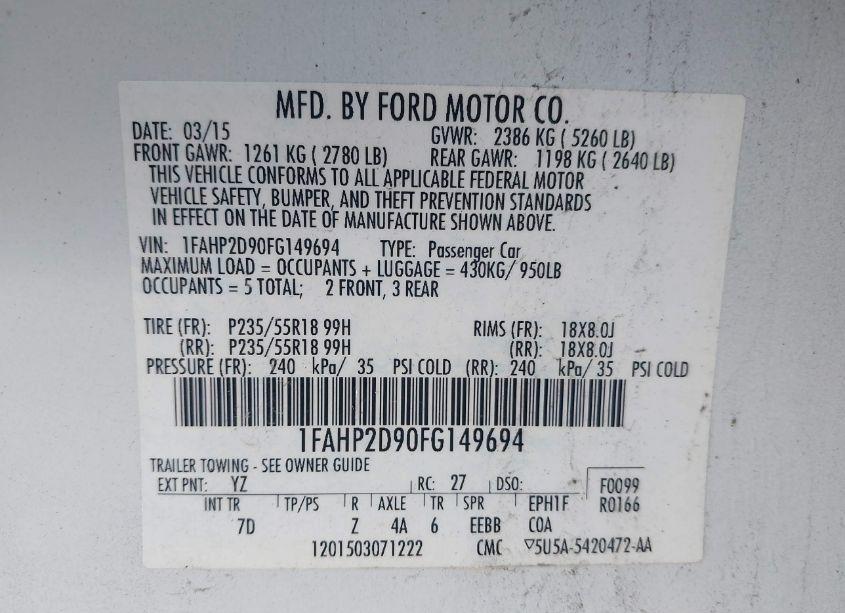 MFD. BY FORD MOTOR CO.
DATE: 03/15 GVWR: 2386 KG ( 5260 LB)
FRONT GAWR: 1261 KG ( 2780 LB) REAR GAWR: 1198 KG ( 2640 LB)
THIS VEHICLE CONFORMS TO ALL APPLICABLE FEDERAL MOTOR
VEHICLE SAFETY, BUMPER, AND THEFT PREVENTION STANDARDS
IN EFFECT ON THE DATE OF MANUFACTURE SHOWN ABOVE.
VIN: 1FAHP2D90FG149694 TYPE: Passenger Car
MAXIMUM LOAD = OCCUPANTS + LUGGAGE = 430KG/ 950LB
OCCUPANTS = 5 TOTAL; 2 FRONT, 3 REAR
TIRE (FR): P235/55R18 99H RIMS (FR): 18X8.0J
(RR): P235/55R18 99H (RR): 18X8.0J
PRESSURE (FR): 240 kPa/ 35 PSI COLD (RR): 240 kPa/ 35 PSI COLD
1FAHP2D90FG149694
TRAILER TOWING - SEE OWNER GUIDE
EXT PNT: YZ RC: 27 DSO: F0099
INT TR TP/PS R AXLE TR SPR EPH1F R0166
7D Z 4A 6 EEBB COA
1201503071222 CMC ▽5U5A-5420472-AA